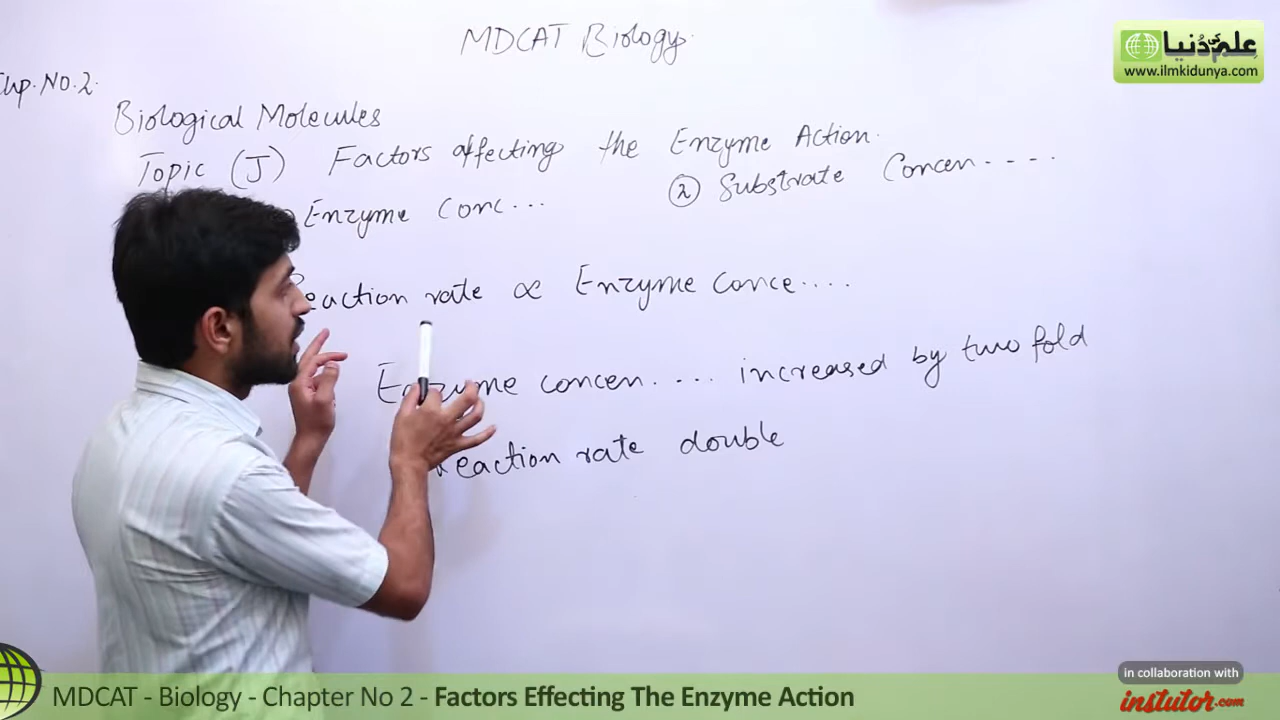 MDCAT Biology
علم کی دُنیا
www.ilmkidunya.com
Chp. No. 2.
Biological Molecules
Topic (J) Factors affecting the Enzyme Action.
Enzyme Conc... ② Substrate Concen....
Reaction rate ∝ Enzyme Conce....
Enzyme concen.... increased by two fold
Reaction rate double
in collaboration with
MDCAT - Biology - Chapter No 2 - Factors Effecting The Enzyme Action
instutor.com